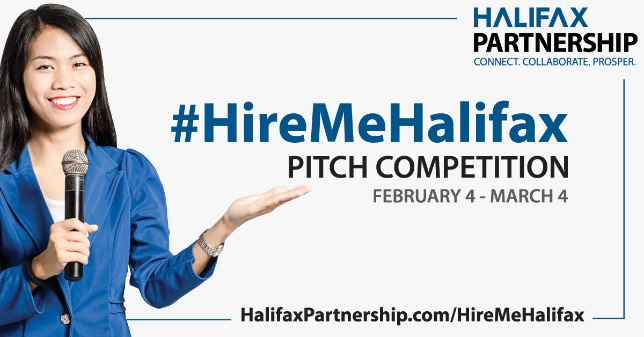 HALIFAX
PARTNERSHIP
CONNECT. COLLABORATE. PROSPER.
#HireMeHalifax
PITCH COMPETITION
FEBRUARY 4 - MARCH 4
HalifaxPartnership.com/HireMeHalifax